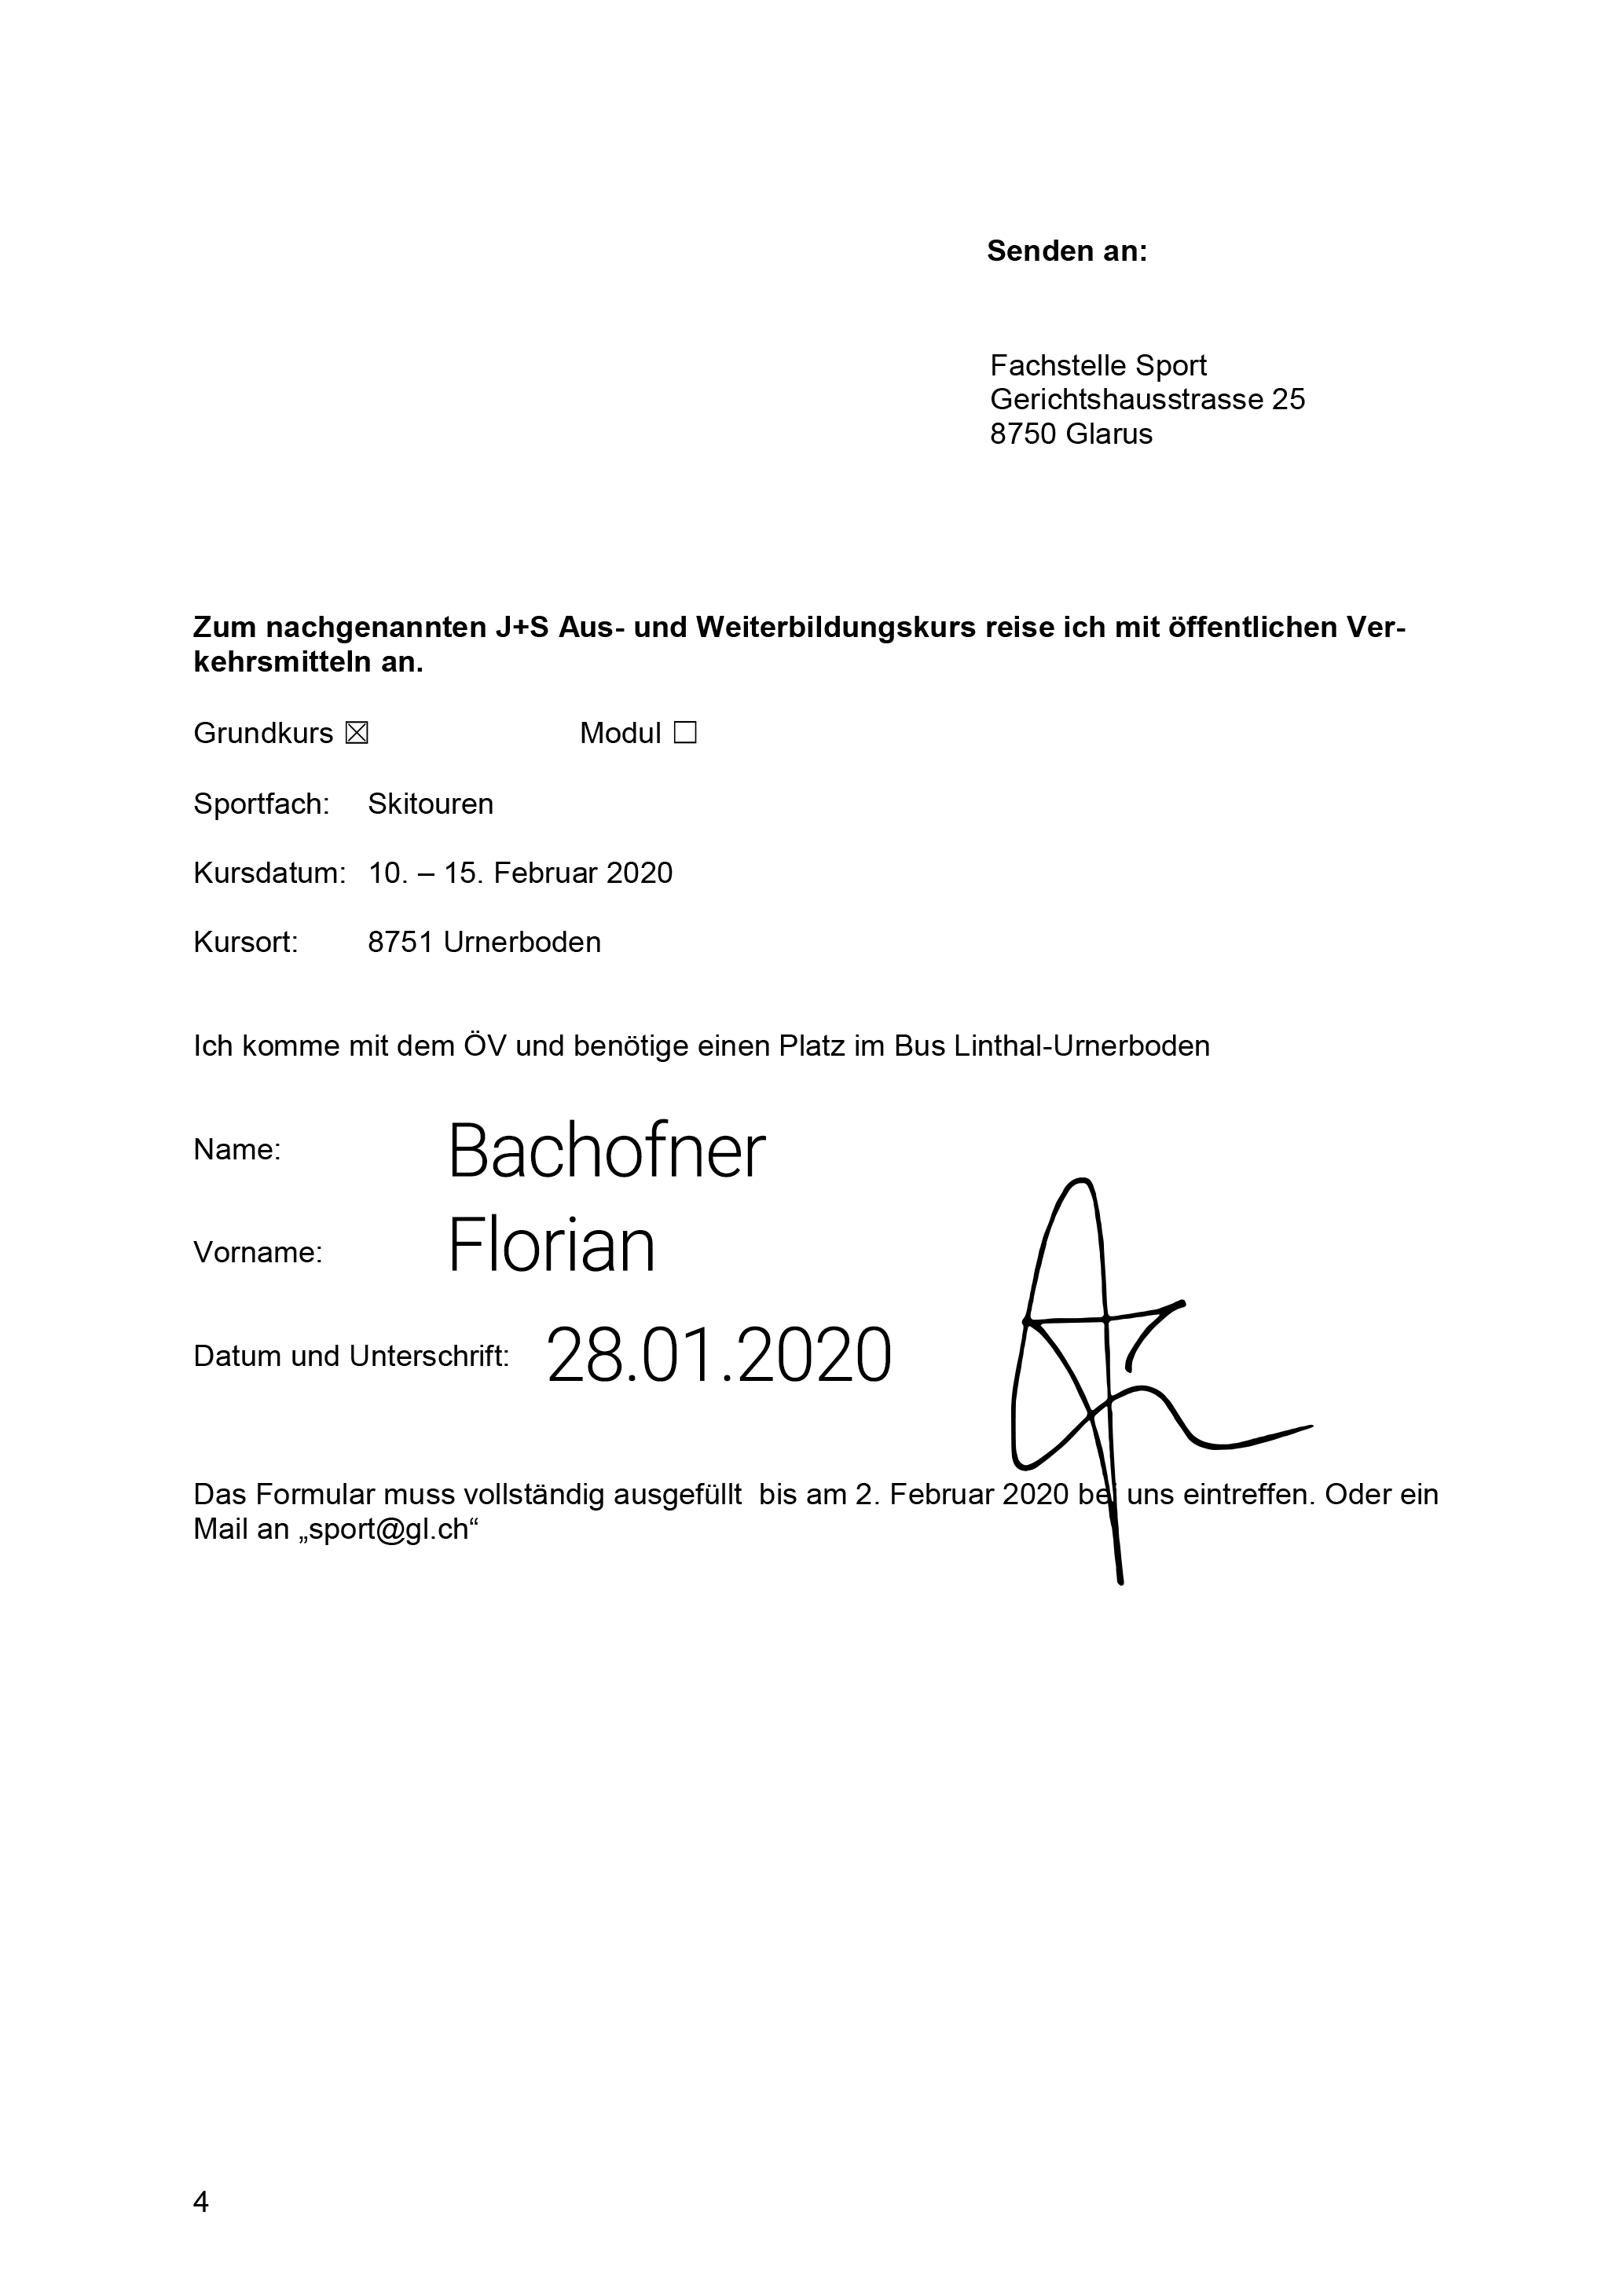 Senden an:
Fachstelle Sport
Gerichtshausstrasse 25
8750 Glarus
Zum nachgenannten J+S Aus- und Weiterbildungskurs reise ich mit öffentlichen Ver-
kehrsmitteln an.
Grundkurs ☒ Modul ☐
Sportfach: Skitouren
Kursdatum: 10. – 15. Februar 2020
Kursort: 8751 Urnerboden
Ich komme mit dem ÖV und benötige einen Platz im Bus Linthal-Urnerboden
Name: Bachofner
Vorname: Florian
Datum und Unterschrift: 28.01.2020
Das Formular muss vollständig ausgefüllt  bis am 2. Februar 2020 bei uns eintreffen. Oder ein
Mail an „sport@gl.ch“
4